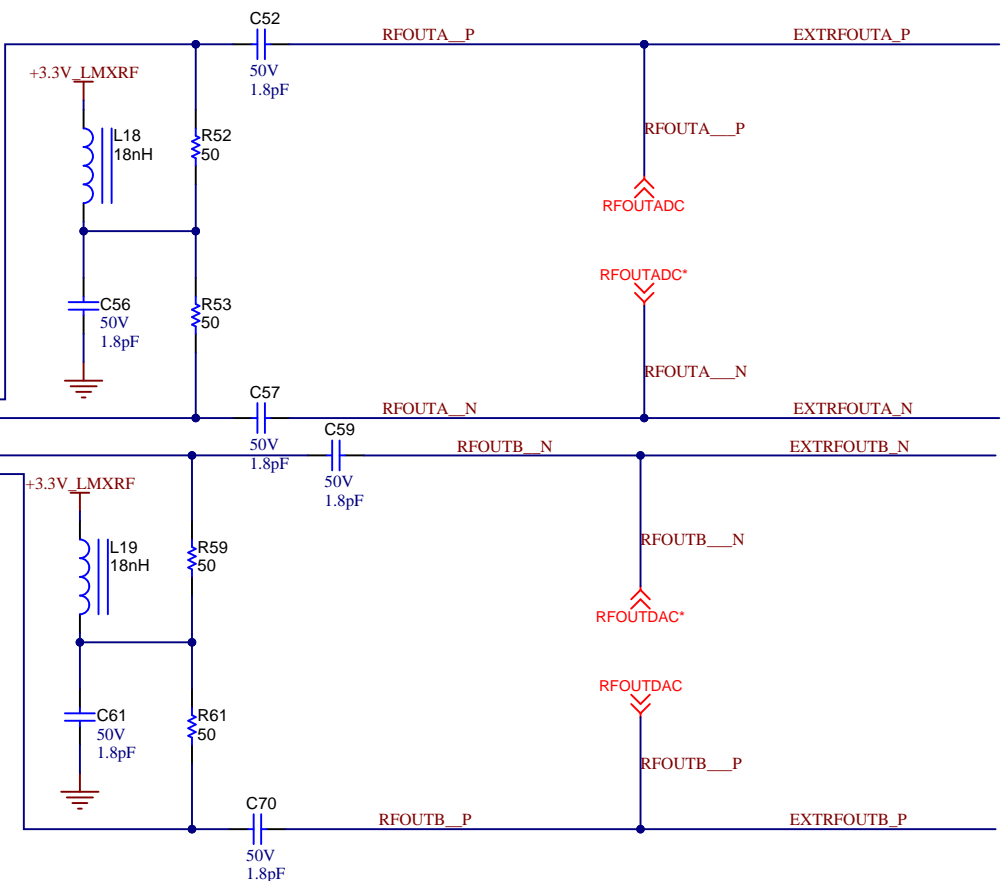 C52
RFOUTA__P
EXTRFOUTA_P
50V
1.8pF
+3.3V_LMXRF
L18
18nH
R52
50
RFOUTA___P
RFOUTADC
RFOUTADC*
C56
50V
1.8pF
R53
50
RFOUTA___N
C57
RFOUTA__N
EXTRFOUTA_N
50V
1.8pF
C59
RFOUTB__N
EXTRFOUTB_N
50V
1.8pF
+3.3V_LMXRF
L19
18nH
R59
50
RFOUTB___N
RFOUTDAC*
RFOUTDAC
C61
50V
1.8pF
R61
50
RFOUTB___P
C70
RFOUTB__P
EXTRFOUTB_P
50V
1.8pF